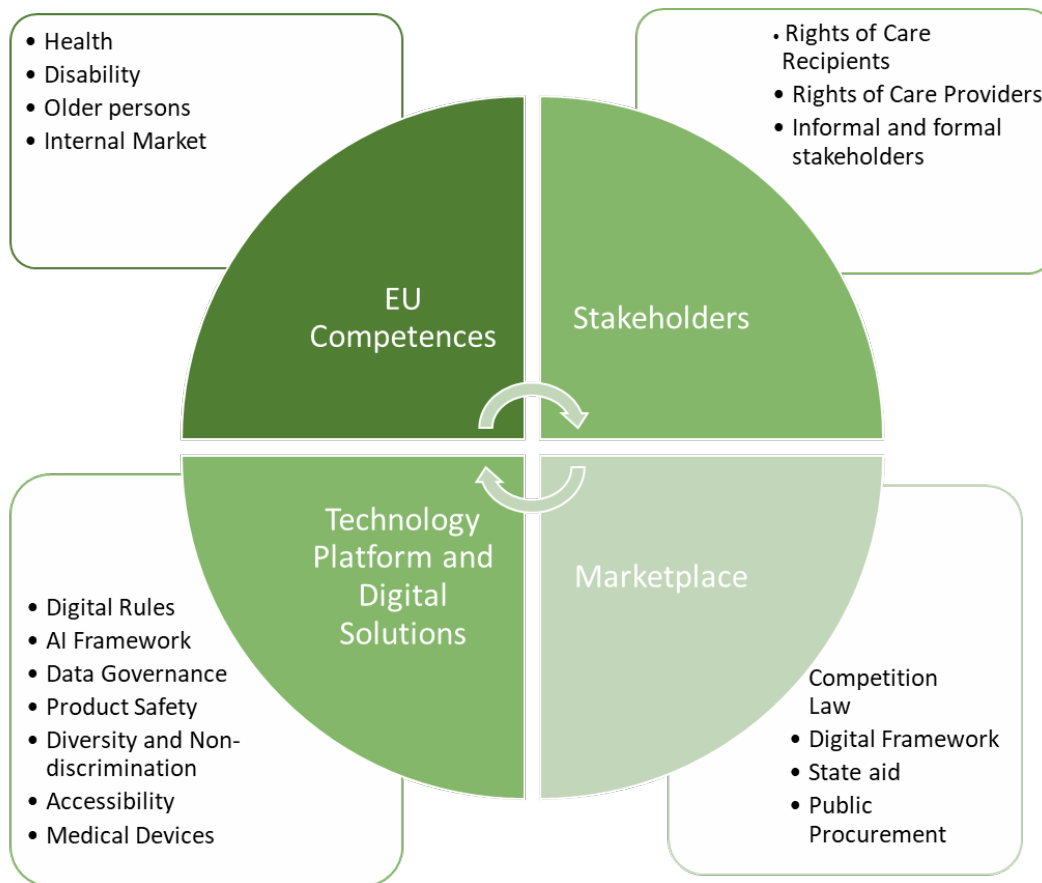 • Health
• Disability
• Older persons
• Internal Market
• Rights of Care
Recipients
• Rights of Care Providers
• Informal and formal
stakeholders
EU
Competences
Stakeholders
Technology
Platform and
Digital
Solutions
Marketplace
• Digital Rules
• AI Framework
• Data Governance
• Product Safety
• Diversity and Non-
discrimination
• Accessibility
• Medical Devices
Competition
Law
• Digital Framework
• State aid
• Public
Procurement